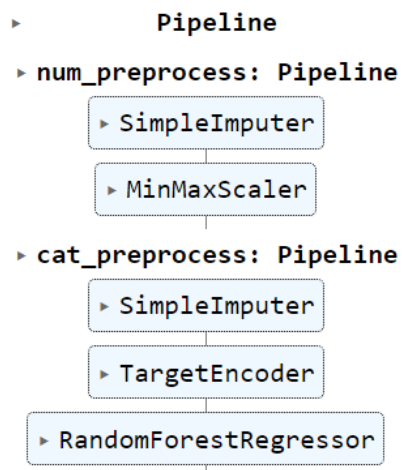 Pipeline
num_preprocess: Pipeline
SimpleImputer
MinMaxScaler
cat_preprocess: Pipeline
SimpleImputer
TargetEncoder
RandomForestRegressor